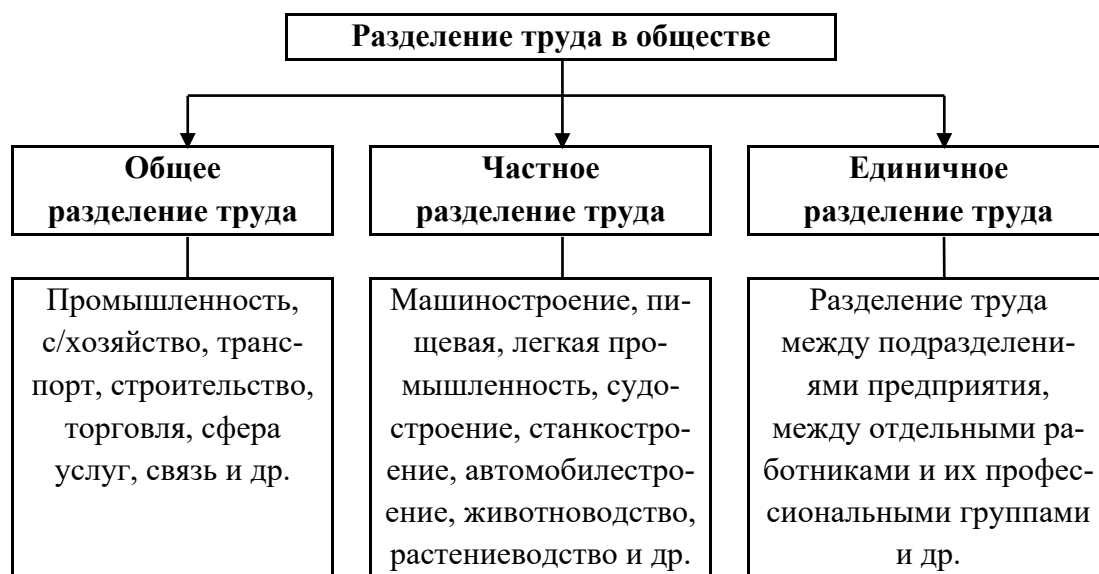 Разделение труда в обществе
Общее
разделение труда
Частное
разделение труда
Единичное
разделение труда
Промышленность,
с/хозяйство, транс-
порт, строительство,
торговля, сфера
услуг, связь и др.
Машиностроение, пи-
щевая, легкая про-
мышленность, судо-
строение, станкостро-
ение, автомобилестро-
ение, животноводство,
растениеводство и др.
Разделение труда
между подразделени-
ями предприятия,
между отдельными ра-
ботниками и их профес-
сиональными группами
и др.